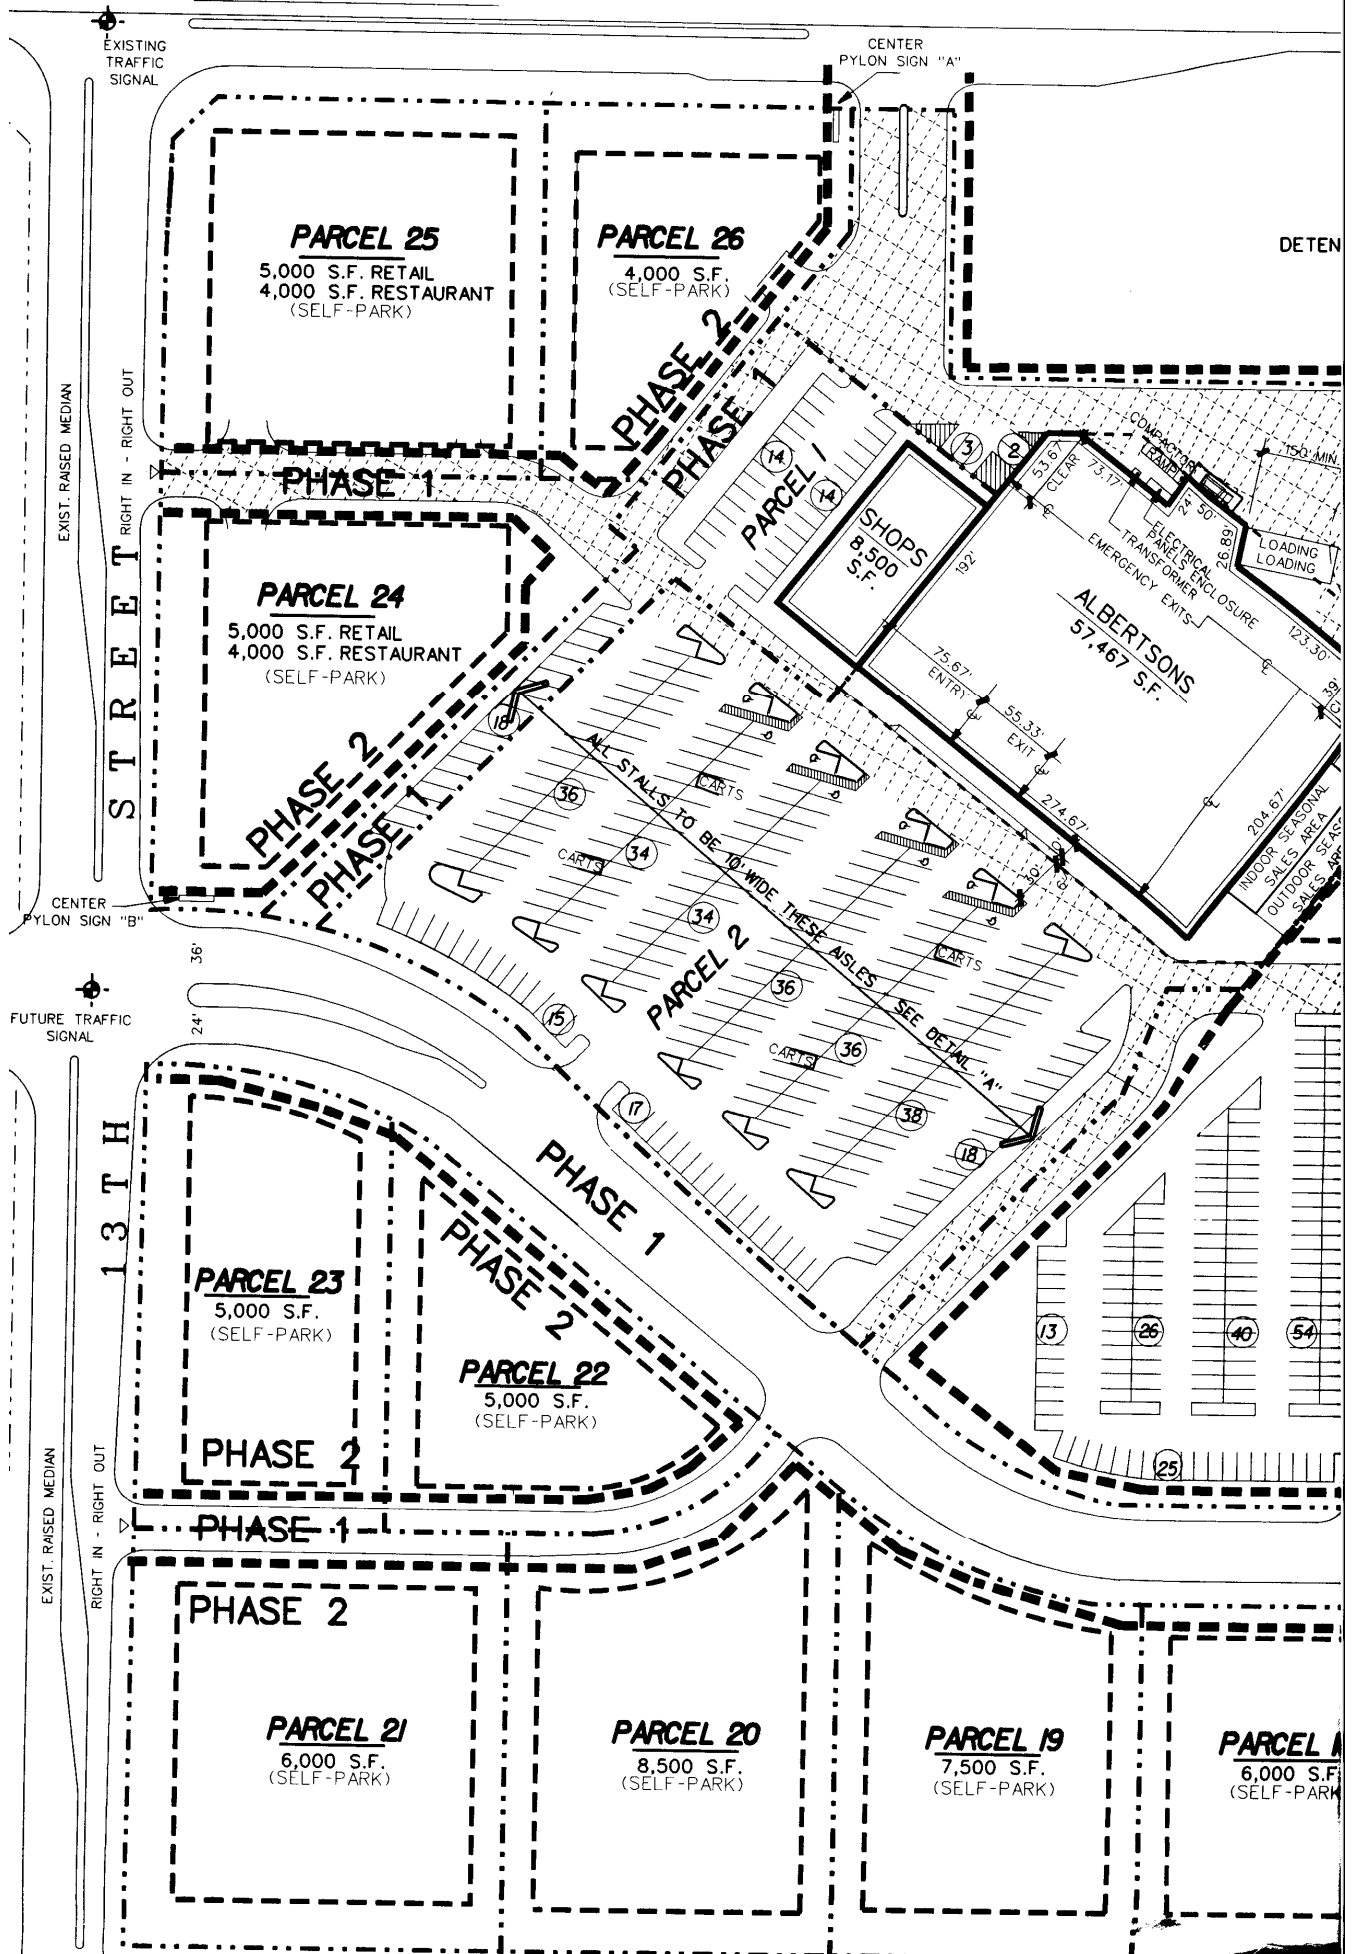 EXISTING
TRAFFIC
SIGNAL
CENTER
PYLON SIGN "A"
DETEN
PARCEL 25
5,000 S.F. RETAIL
4,000 S.F. RESTAURANT
(SELF-PARK)
PARCEL 26
4,000 S.F.
(SELF-PARK)
PHASE 2
PHASE 1
EXIST. RAISED MEDIAN
RIGHT IN - RIGHT OUT
PHASE 1
14
14
PARCEL 1
3
2
SHOPS
8,500
S.F.
192'
53.67'
CLEAR
73.17'
COMPACTOR
RAMP
24'
50'
26.89'
150' MIN
LOADING
LOADING
ELECTRICAL
PANELS ENCLOSURE
TRANSFORMER
EMERGENCY EXITS
ALBERTSONS
57,467 S.F.
123.30'
39'
75.67'
ENTRY
55.33'
EXIT
274.67'
204.67'
INDOOR SEASONAL
SALES AREA
OUTDOOR SEAS
SALES ARE
30'
6'
PARCEL 24
5,000 S.F. RETAIL
4,000 S.F. RESTAURANT
(SELF-PARK)
PHASE 2
PHASE 1
18
ALL STALLS TO BE 10' WIDE THESE AISLES - SEE DETAIL "A"
36
CARTS
CARTS
34
34
PARCEL 2
36
CARTS
CARTS
36
38
18
15
17
CENTER
PYLON SIGN "B"
36'
24'
FUTURE TRAFFIC
SIGNAL
13TH STREET
PHASE 1
PHASE 2
PARCEL 23
5,000 S.F.
(SELF-PARK)
PARCEL 22
5,000 S.F.
(SELF-PARK)
13
26
40
54
25
PHASE 2
PHASE 1
EXIST. RAISED MEDIAN
RIGHT IN - RIGHT OUT
PHASE 2
PARCEL 21
6,000 S.F.
(SELF-PARK)
PARCEL 20
8,500 S.F.
(SELF-PARK)
PARCEL 19
7,500 S.F.
(SELF-PARK)
PARCEL 1
6,000 S.F.
(SELF-PARK